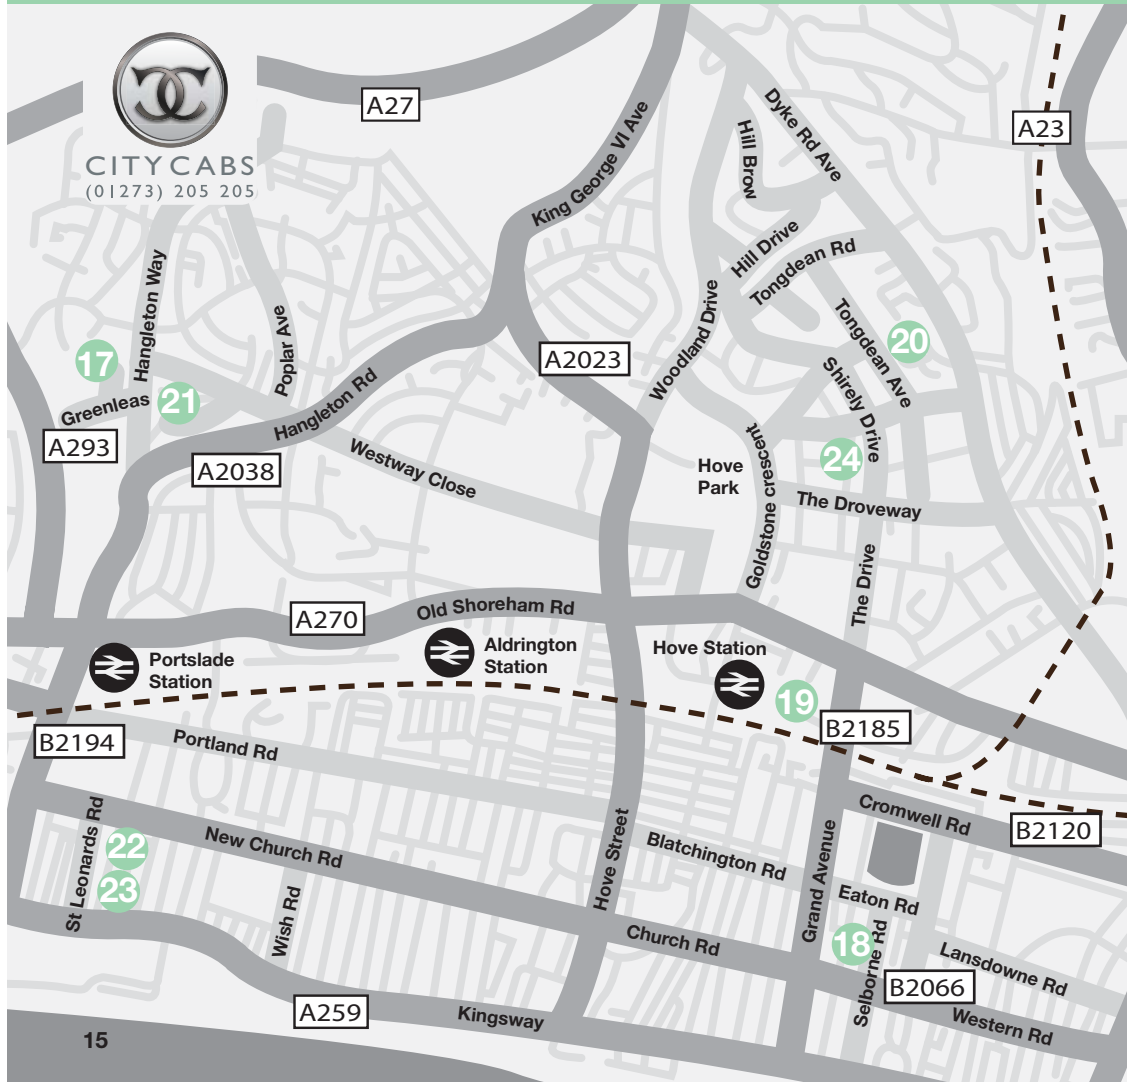 CITY CABS
(01273) 205 205
A27
A23
King George VI Ave
Hill Brow
Dyke Rd Ave
Hill Drive
Tongdean Rd
Hangleton Way
Poplar Ave
Woodland Drive
Tongdean Ave
20
17
A2023
Shirely Drive
Greenleas
21
Hangleton Rd
A293
A2038
Westway Close
Hove
Park
Goldstone crescent
24
The Droveway
The Drive
A270
Old Shoreham Rd
Portslade
Station
Aldrington
Station
Hove Station
19
B2185
B2194
Portland Rd
Cromwell Rd
B2120
St Leonards Rd
22
23
New Church Rd
Wish Rd
Hove Street
Blatchington Rd
Grand Avenue
Eaton Rd
18
Selborne Rd
Church Rd
Lansdowne Rd
B2066
Western Rd
A259
Kingsway
15